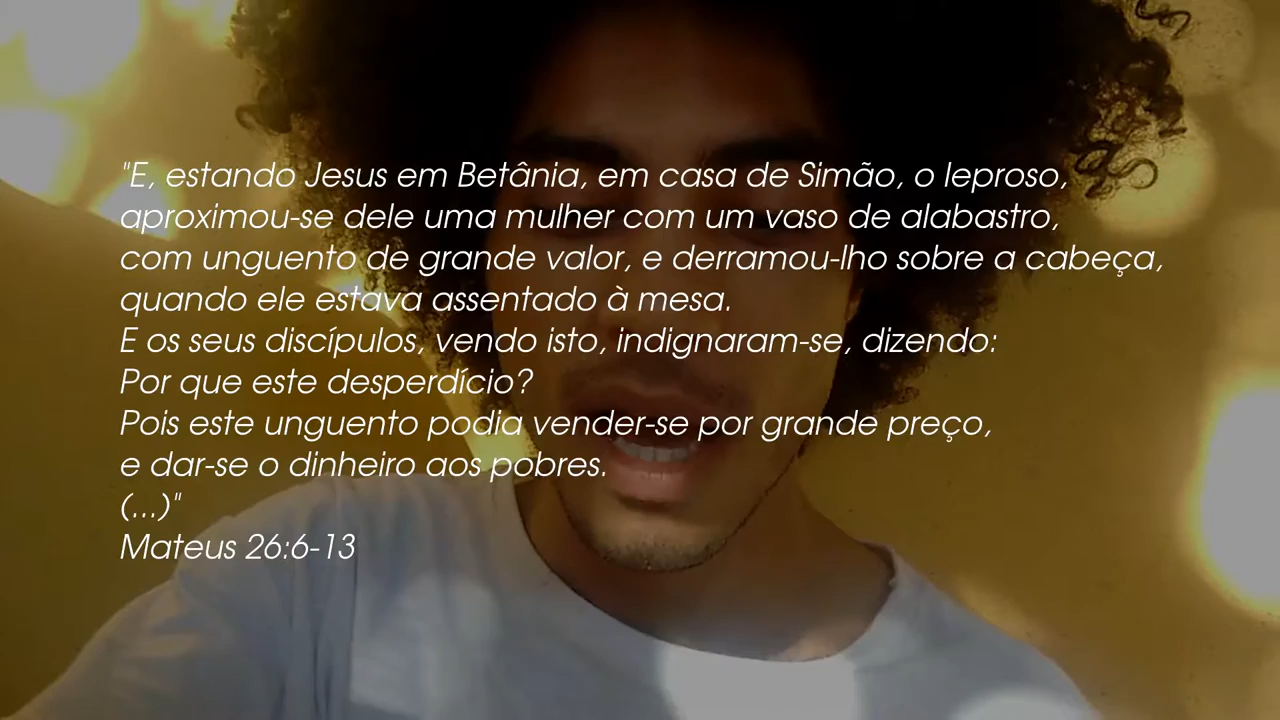 "E, estando Jesus em Betânia, em casa de Simão, o leproso,
aproximou-se dele uma mulher com um vaso de alabastro,
com unguento de grande valor, e derramou-lho sobre a cabeça,
quando ele estava assentado à mesa.
E os seus discípulos, vendo isto, indignaram-se, dizendo:
Por que este desperdício?
Pois este unguento podia vender-se por grande preço,
e dar-se o dinheiro aos pobres.
(...)"
Mateus 26:6-13